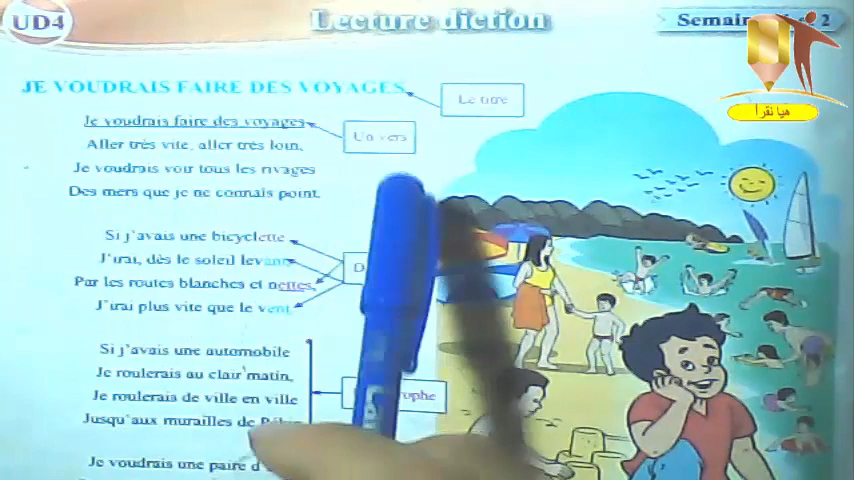 UD4
Lecture diction
2
هيا نقرأ
JE VOUDRAIS FAIRE DES VOYAGES
Le titre
Je voudrais faire des voyages
Un vers
Aller très vite, aller très loin,
Je voudrais voir tous les rivages
Des mers que je ne connais point.
Si j'avais une bicyclette
J'irai, dès le soleil levant,
Par les routes blanches et nettes,
J'irai plus vite que le vent,
Si j'avais une automobile
Je roulerais au clair matin,
Je roulerais de ville en ville
Jusqu'aux murailles de
Je voudrais une paire d